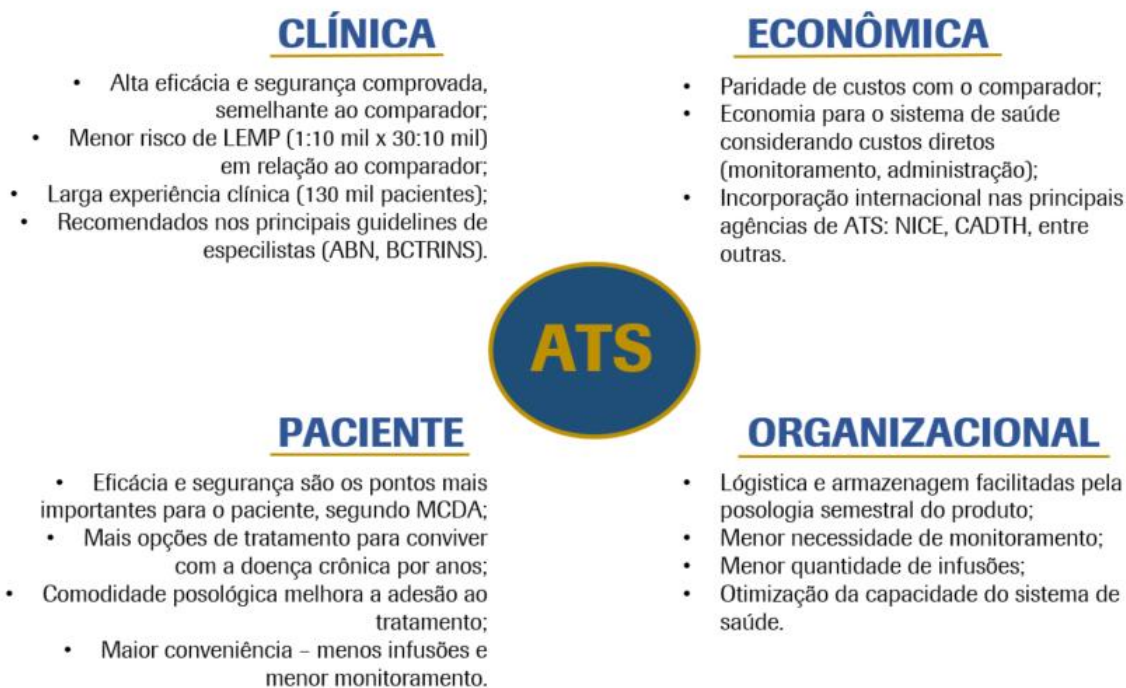 CLÍNICA
• Alta eficácia e segurança comprovada,
semelhante ao comparador;
• Menor risco de LEMP (1:10 mil x 30:10 mil)
em relação ao comparador;
• Larga experiência clínica (130 mil pacientes);
• Recomendados nos principais guidelines de
especilistas (ABN, BCTRINS).
ECONÔMICA
• Paridade de custos com o comparador;
• Economia para o sistema de saúde
considerando custos diretos
(monitoramento, administração);
• Incorporação internacional nas principais
agências de ATS: NICE, CADTH, entre
outras.
ATS
PACIENTE
• Eficácia e segurança são os pontos mais
importantes para o paciente, segundo MCDA;
• Mais opções de tratamento para conviver
com a doença crônica por anos;
• Comodidade posológica melhora a adesão ao
tratamento;
• Maior conveniência – menos infusões e
menor monitoramento.
ORGANIZACIONAL
• Lógistica e armazenagem facilitadas pela
posologia semestral do produto;
• Menor necessidade de monitoramento;
• Menor quantidade de infusões;
• Otimização da capacidade do sistema de
saúde.